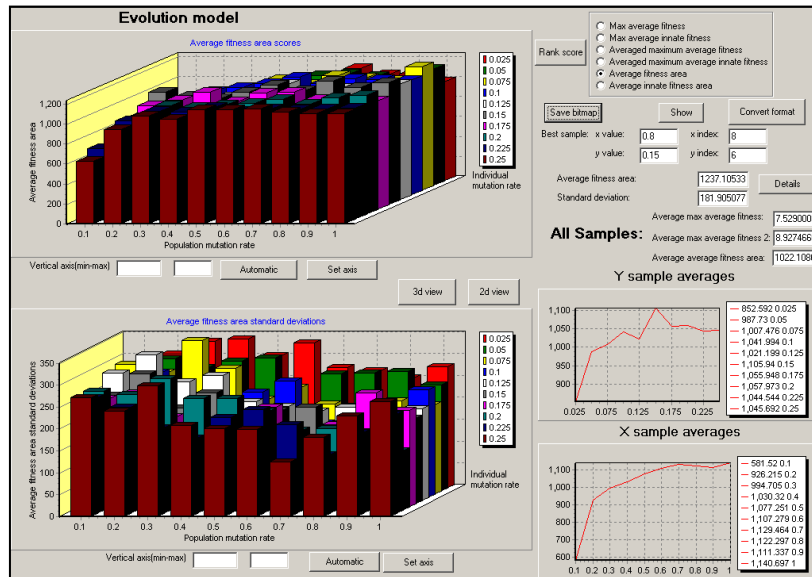 Evolution model
Average fitness area scores
Average fitness area
1,200
1,000
800
600
400
200
0
0.1 0.2 0.3 0.4 0.5 0.6 0.7 0.8 0.9 1
Population mutation rate
Individual mutation rate
0.025
0.05
0.075
0.1
0.125
0.15
0.175
0.2
0.225
0.25
Vertical axis(min-max)
Automatic
Set axis
3d view
2d view
Average fitness area standard deviations
Average fitness area standard deviations
350
300
250
200
150
100
50
0
0.1 0.2 0.3 0.4 0.5 0.6 0.7 0.8 0.9 1
Population mutation rate
Individual mutation rate
0.025
0.05
0.075
0.1
0.125
0.15
0.175
0.2
0.225
0.25
Vertical axis(min-max)
Automatic
Set axis
Rank score
Max average fitness
Max average innate fitness
Averaged maximum average fitness
Averaged maximum average innate fitness
Average fitness area
Average innate fitness area
Save bitmap
Show
Convert format
Best sample: x value: 0.8 x index: 8
y value: 0.15 y index: 6
Average fitness area: 1237.10533
Standard deviation: 181.905077
Details
All Samples:
Average max average fitness: 7.529000
Average max average fitness 2: 8.927466
Average average fitness area: 1022.108
Y sample averages
1,100
1,050
1,000
950
900
0.025 0.075 0.125 0.175 0.225
852.592 0.025
987.73 0.05
1,007.476 0.075
1,041.994 0.1
1,021.199 0.125
1,105.94 0.15
1,055.948 0.175
1,057.973 0.2
1,044.544 0.225
1,045.692 0.25
X sample averages
1,100
1,000
900
800
700
600
0.1 0.2 0.3 0.4 0.5 0.6 0.7 0.8 0.9 1
581.52 0.1
926.215 0.2
994.705 0.3
1,030.32 0.4
1,077.251 0.5
1,107.279 0.6
1,129.464 0.7
1,122.297 0.8
1,111.337 0.9
1,140.697 1